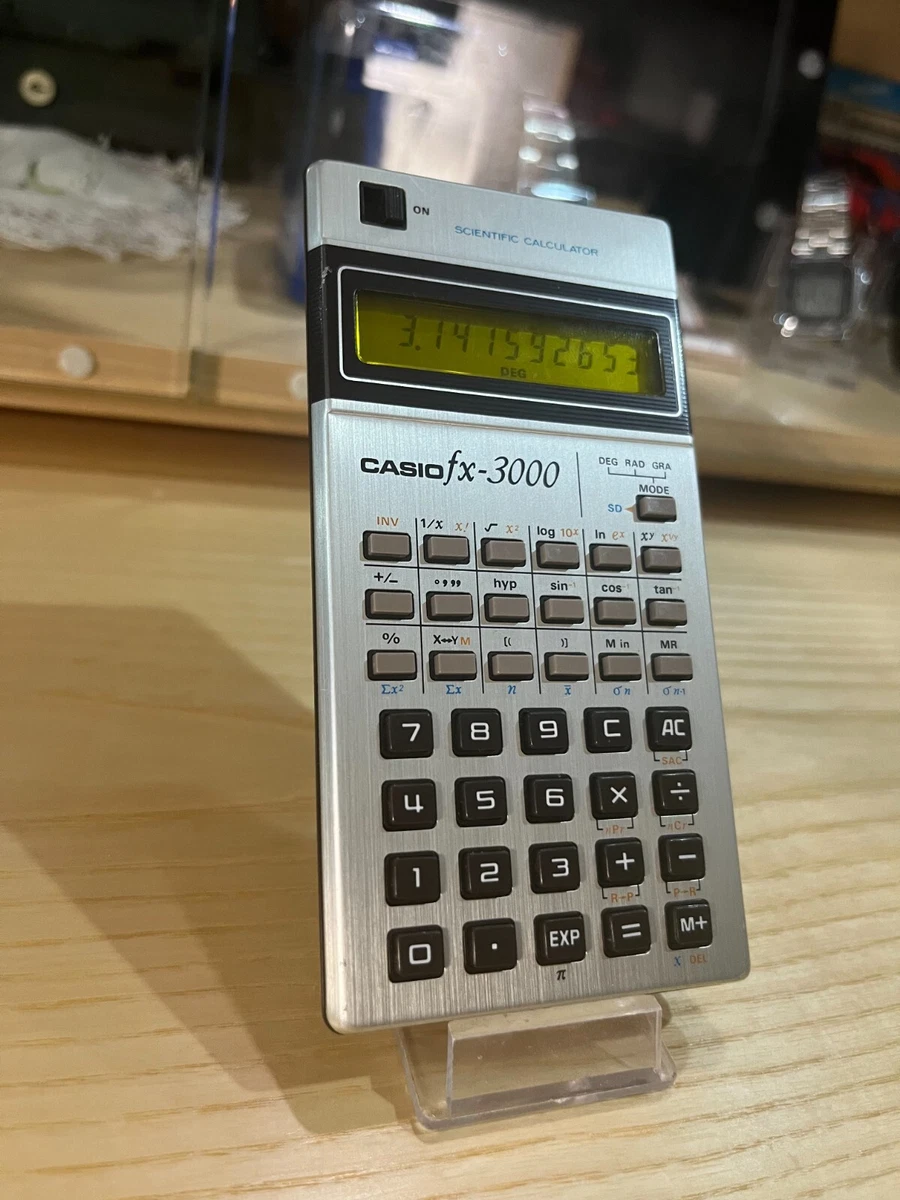 ON
SCIENTIFIC CALCULATOR
3.141592653
DEG
CASIO fx-3000
DEG RAD GRA
MODE
SD
INV 1/x x! √ x² log 10ˣ ln eˣ xʸ x¹/ʸ
+/− °,,, hyp sin⁻¹ cos⁻¹ tan⁻¹
% X↔Y M [( )] M in MR
Σx² Σx n x̄ σn σn-1
7 8 9 C AC
SAC
4 5 6 × ÷
nPr nCr
1 2 3 + −
R→P P→R
0 . EXP = M+
π x DEL